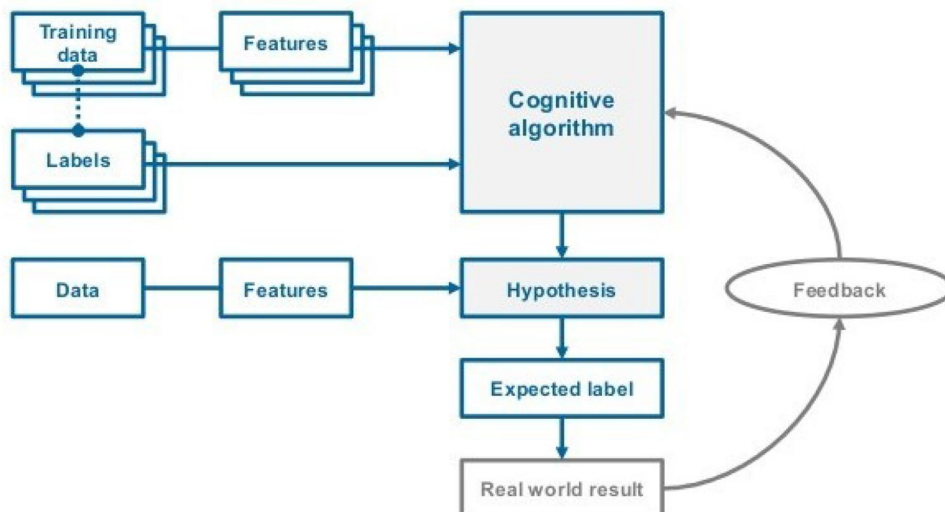 Training
data
Features
Cognitive
algorithm
Labels
Data
Features
Hypothesis
Feedback
Expected label
Real world result